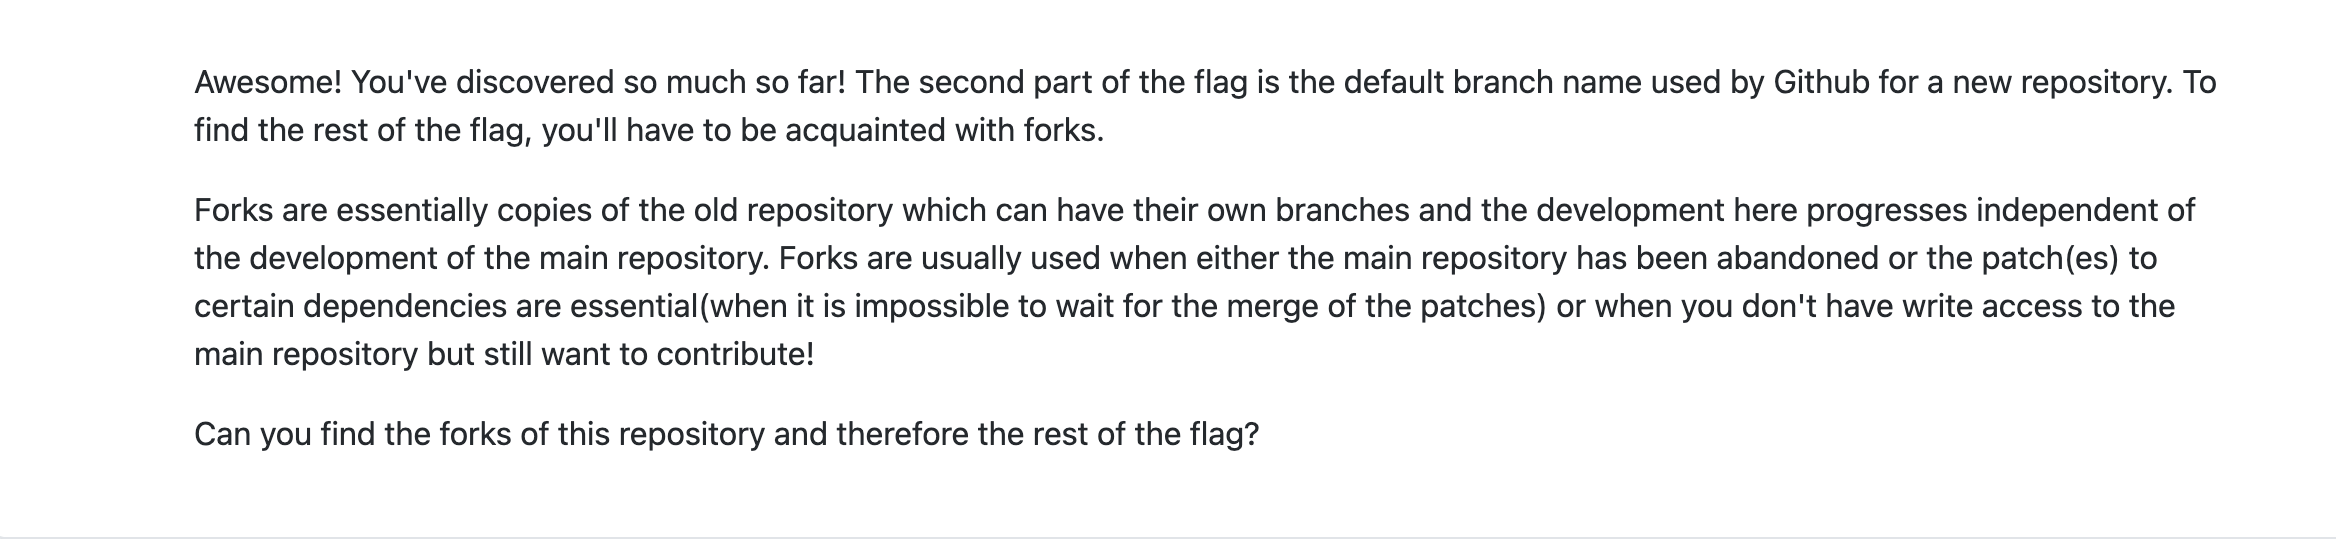 Awesome! You've discovered so much so far! The second part of the flag is the default branch name used by Github for a new repository. To
find the rest of the flag, you'll have to be acquainted with forks.
Forks are essentially copies of the old repository which can have their own branches and the development here progresses independent of
the development of the main repository. Forks are usually used when either the main repository has been abandoned or the patch(es) to
certain dependencies are essential(when it is impossible to wait for the merge of the patches) or when you don't have write access to the
main repository but still want to contribute!
Can you find the forks of this repository and therefore the rest of the flag?